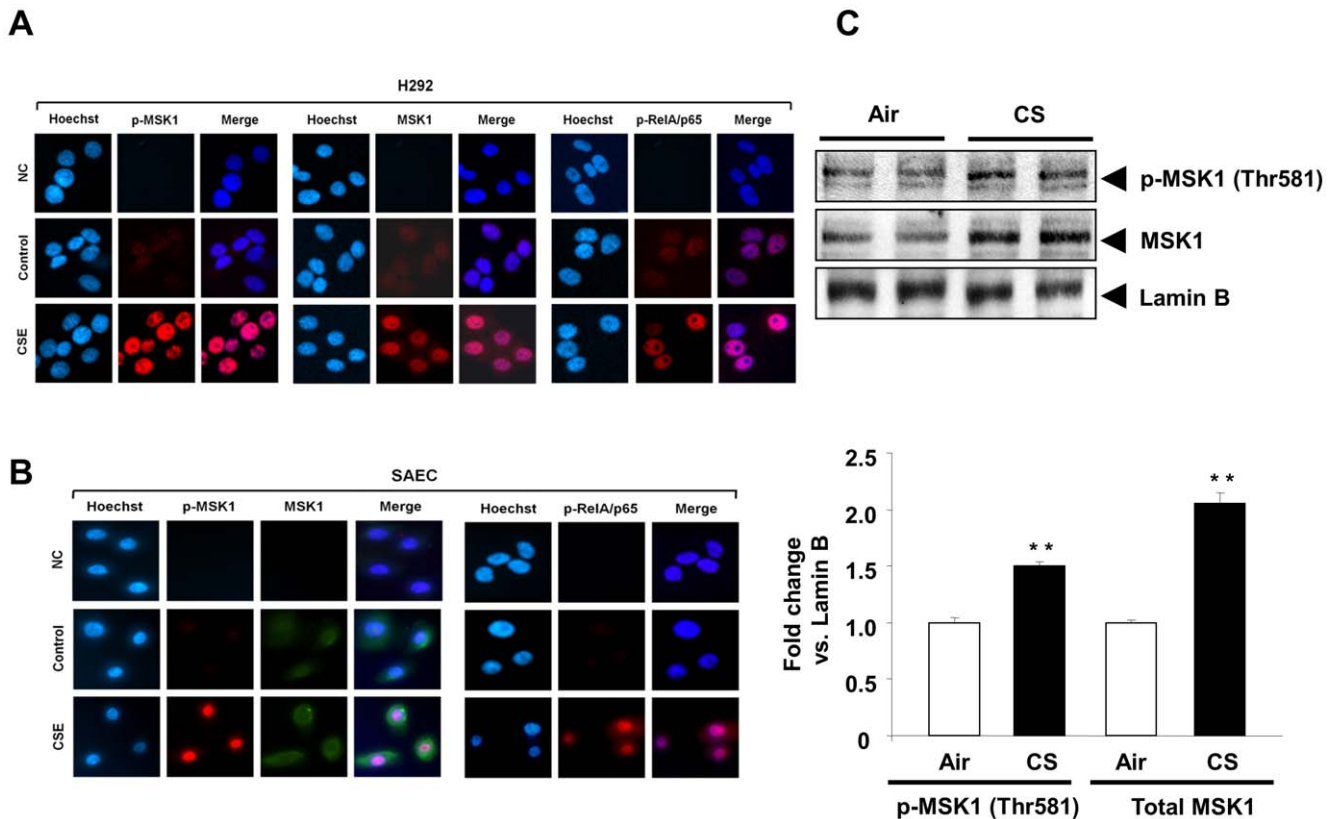 A
H292
Hoechst p-MSK1 Merge Hoechst MSK1 Merge Hoechst p-RelA/p65 Merge
NC
Control
CSE
B
SAEC
Hoechst p-MSK1 MSK1 Merge Hoechst p-RelA/p65 Merge
NC
Control
CSE
C
Air CS
p-MSK1 (Thr581)
MSK1
Lamin B
Fold change
vs. Lamin B
2.5
2.0
1.5
1.0
0.5
0
**
**
Air CS Air CS
p-MSK1 (Thr581) Total MSK1